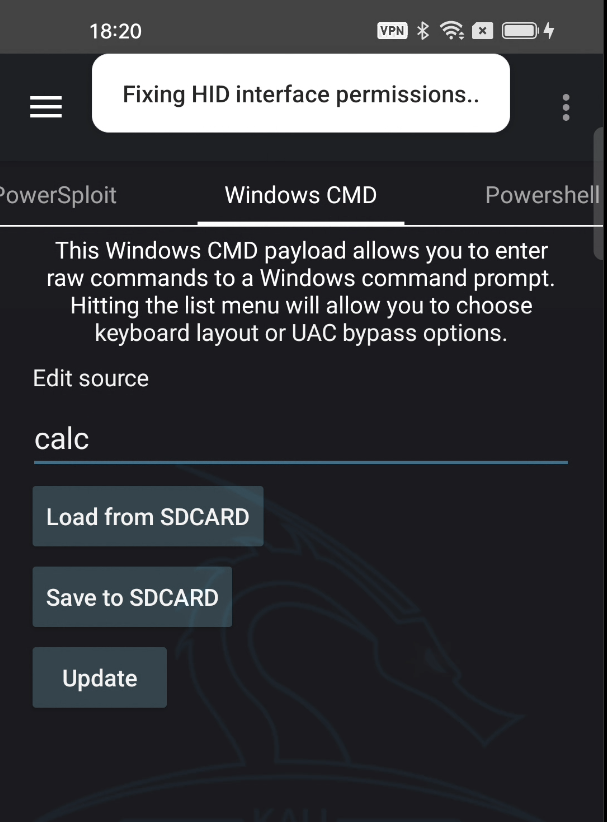 18:20
VPN
Fixing HID interface permissions..
PowerSploit
Windows CMD
Powershell
This Windows CMD payload allows you to enter
raw commands to a Windows command prompt.
Hitting the list menu will allow you to choose
keyboard layout or UAC bypass options.
Edit source
calc
Load from SDCARD
Save to SDCARD
Update
KALI